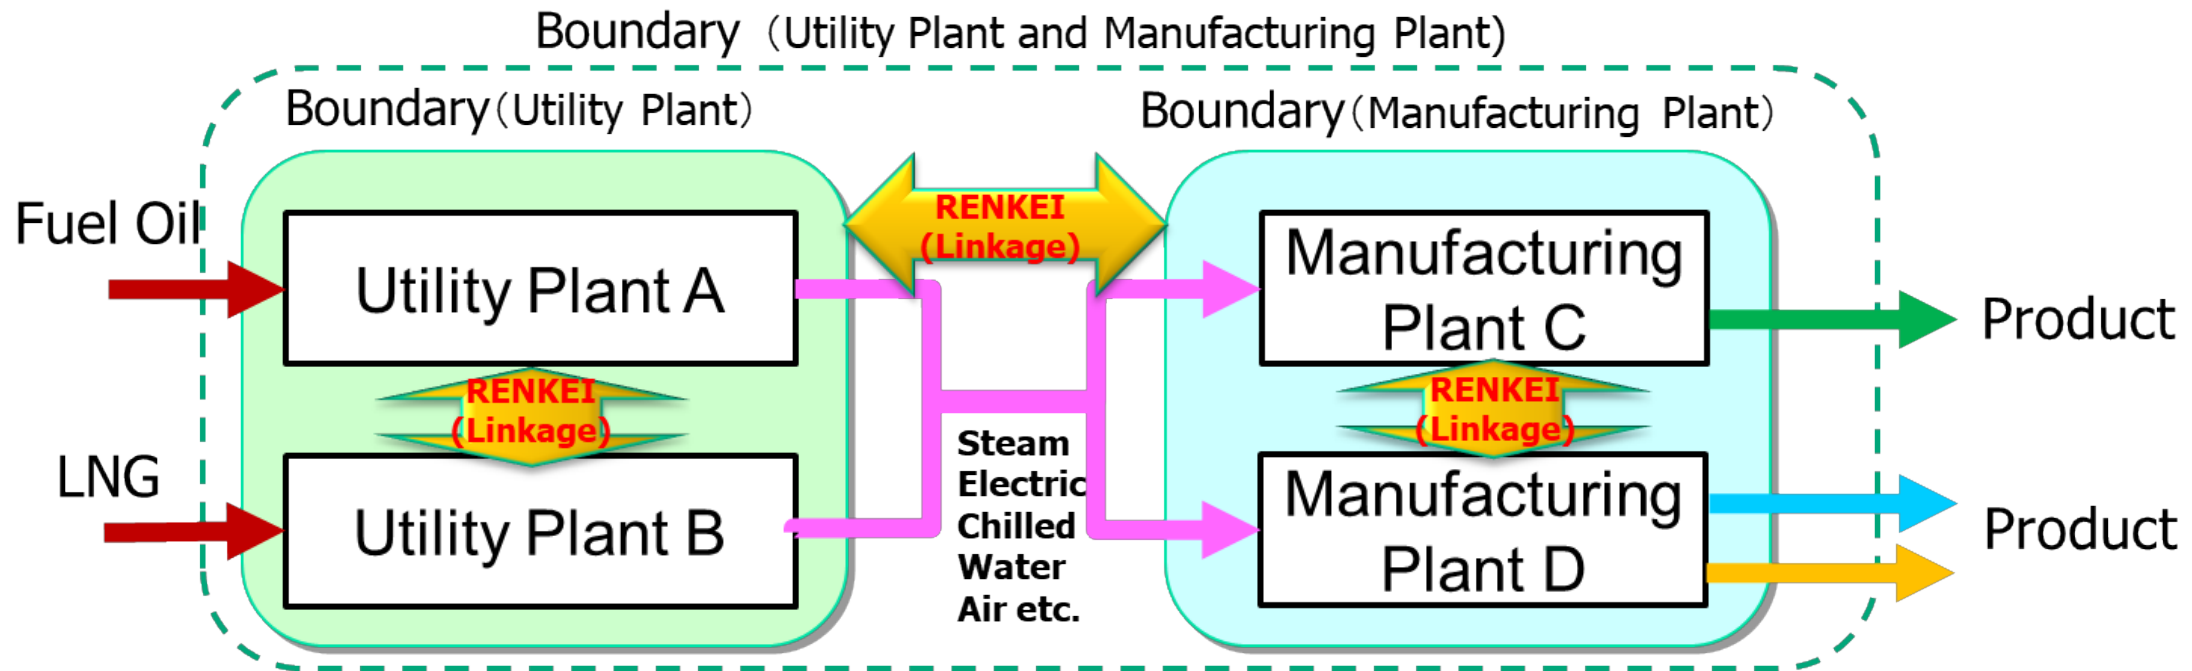 Boundary（Utility Plant and Manufacturing Plant)
Boundary（Utility Plant）
Boundary（Manufacturing Plant）
Fuel Oil
Utility Plant A
RENKEI
(Linkage)
Manufacturing
Plant C
Product
RENKEI
(Linkage)
RENKEI
(Linkage)
LNG
Utility Plant B
Steam
Electric
Chilled
Water
Air etc.
Manufacturing
Plant D
Product